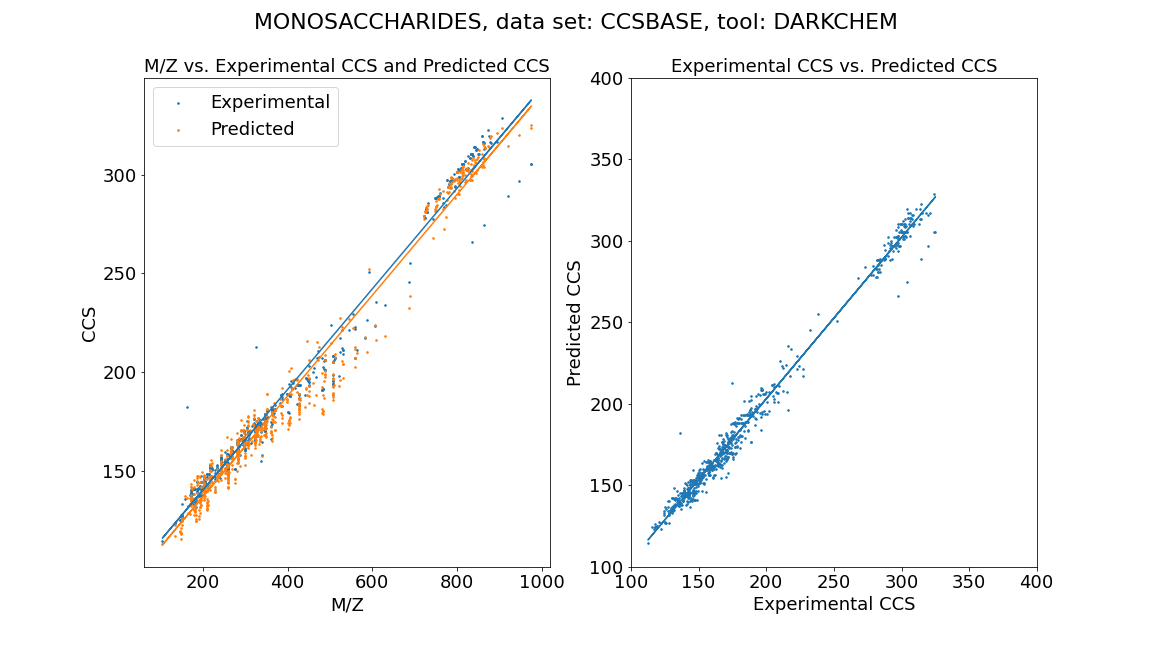 MONOSACCHARIDES, data set: CCSBASE, tool: DARKCHEM
M/Z vs. Experimental CCS and Predicted CCS
Experimental
Predicted
300
250
200
150
CCS
200
400
600
800
1000
M/Z
Experimental CCS vs. Predicted CCS
400
350
300
250
200
150
100
Predicted CCS
100
150
200
250
300
350
400
Experimental CCS